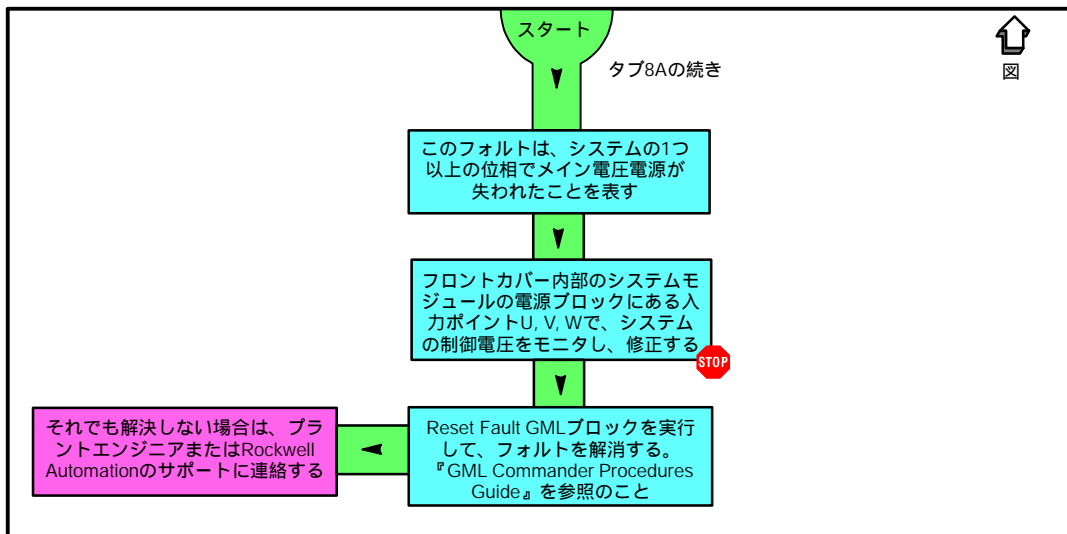 スタート
図
タブ8Aの続き
このフォルトは、システムの1つ
以上の位相でメイン電圧電源が
失われたことを表す
フロントカバー内部のシステムモ
ジュールの電源ブロックにある入
力ポイントU, V, Wで、システム
の制御電圧をモニタし、修正する
STOP
Reset Fault GMLブロックを実行
して、フォルトを解消する。
『GML Commander Procedures
Guide』を参照のこと
それでも解決しない場合は、プラ
ントエンジニアまたはRockwell
Automationのサポートに連絡する